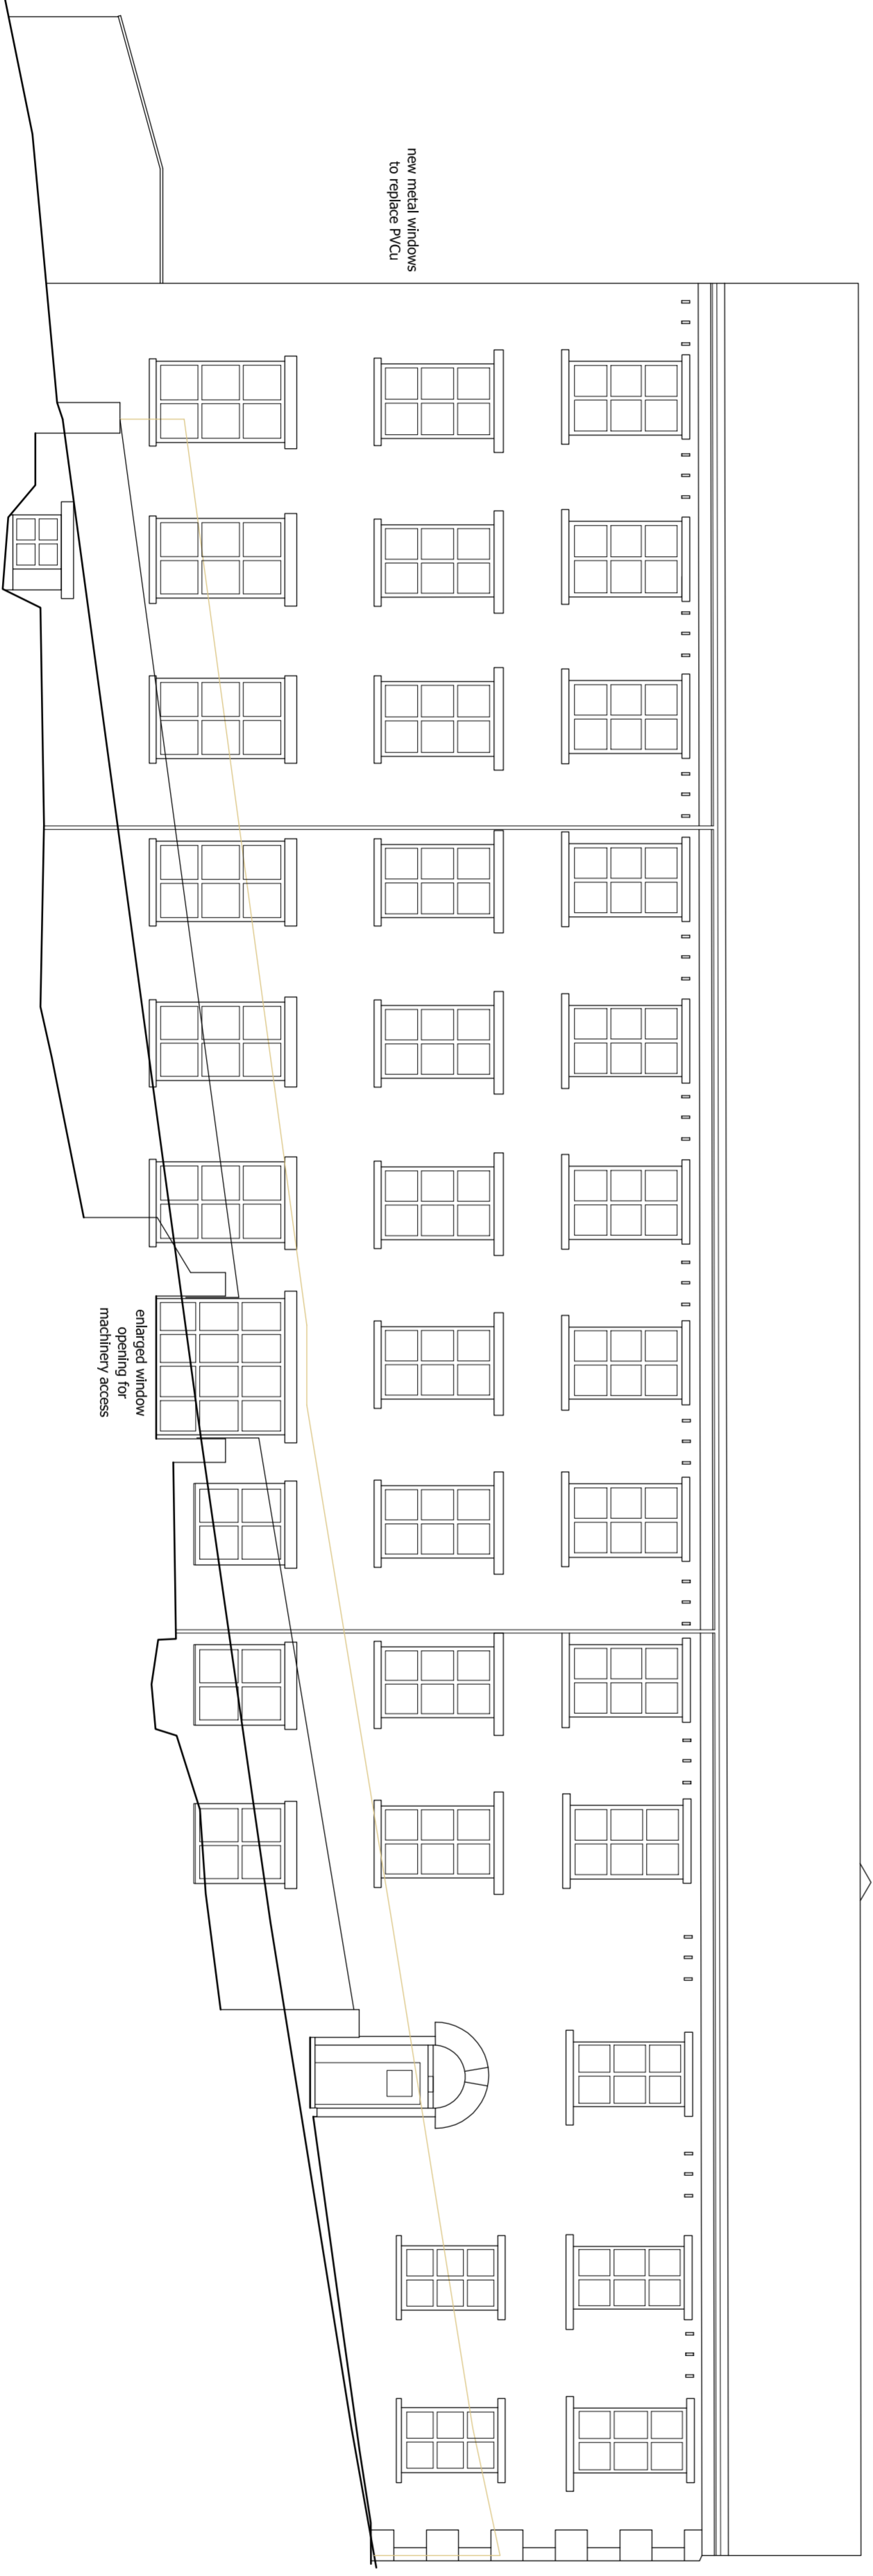 new metal windows
to replace PVCu
enlarged window
opening for
machinery access